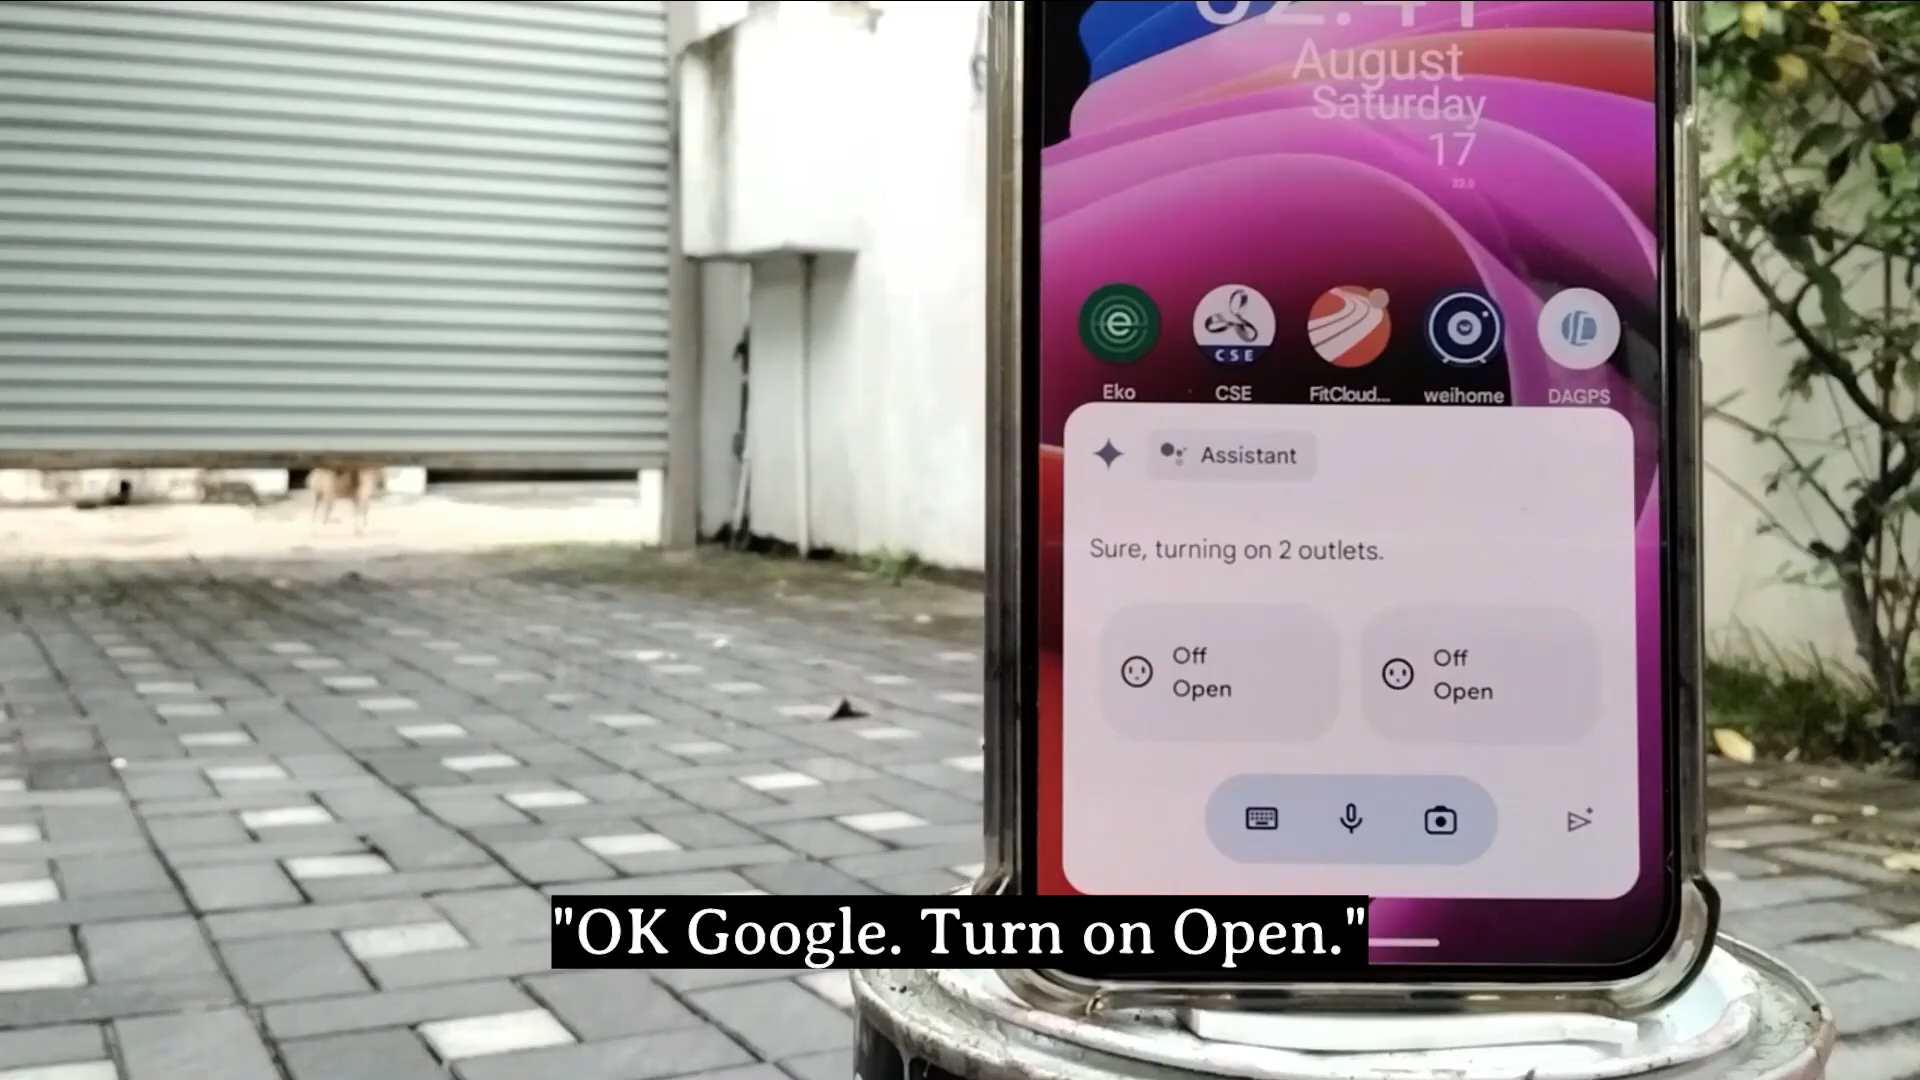 August
Saturday
17
Eko
CSE
CSE
FitCloud...
weihome
DAGPS
Assistant
Sure, turning on 2 outlets.
Off
Open
Off
Open
"OK Google. Turn on Open."